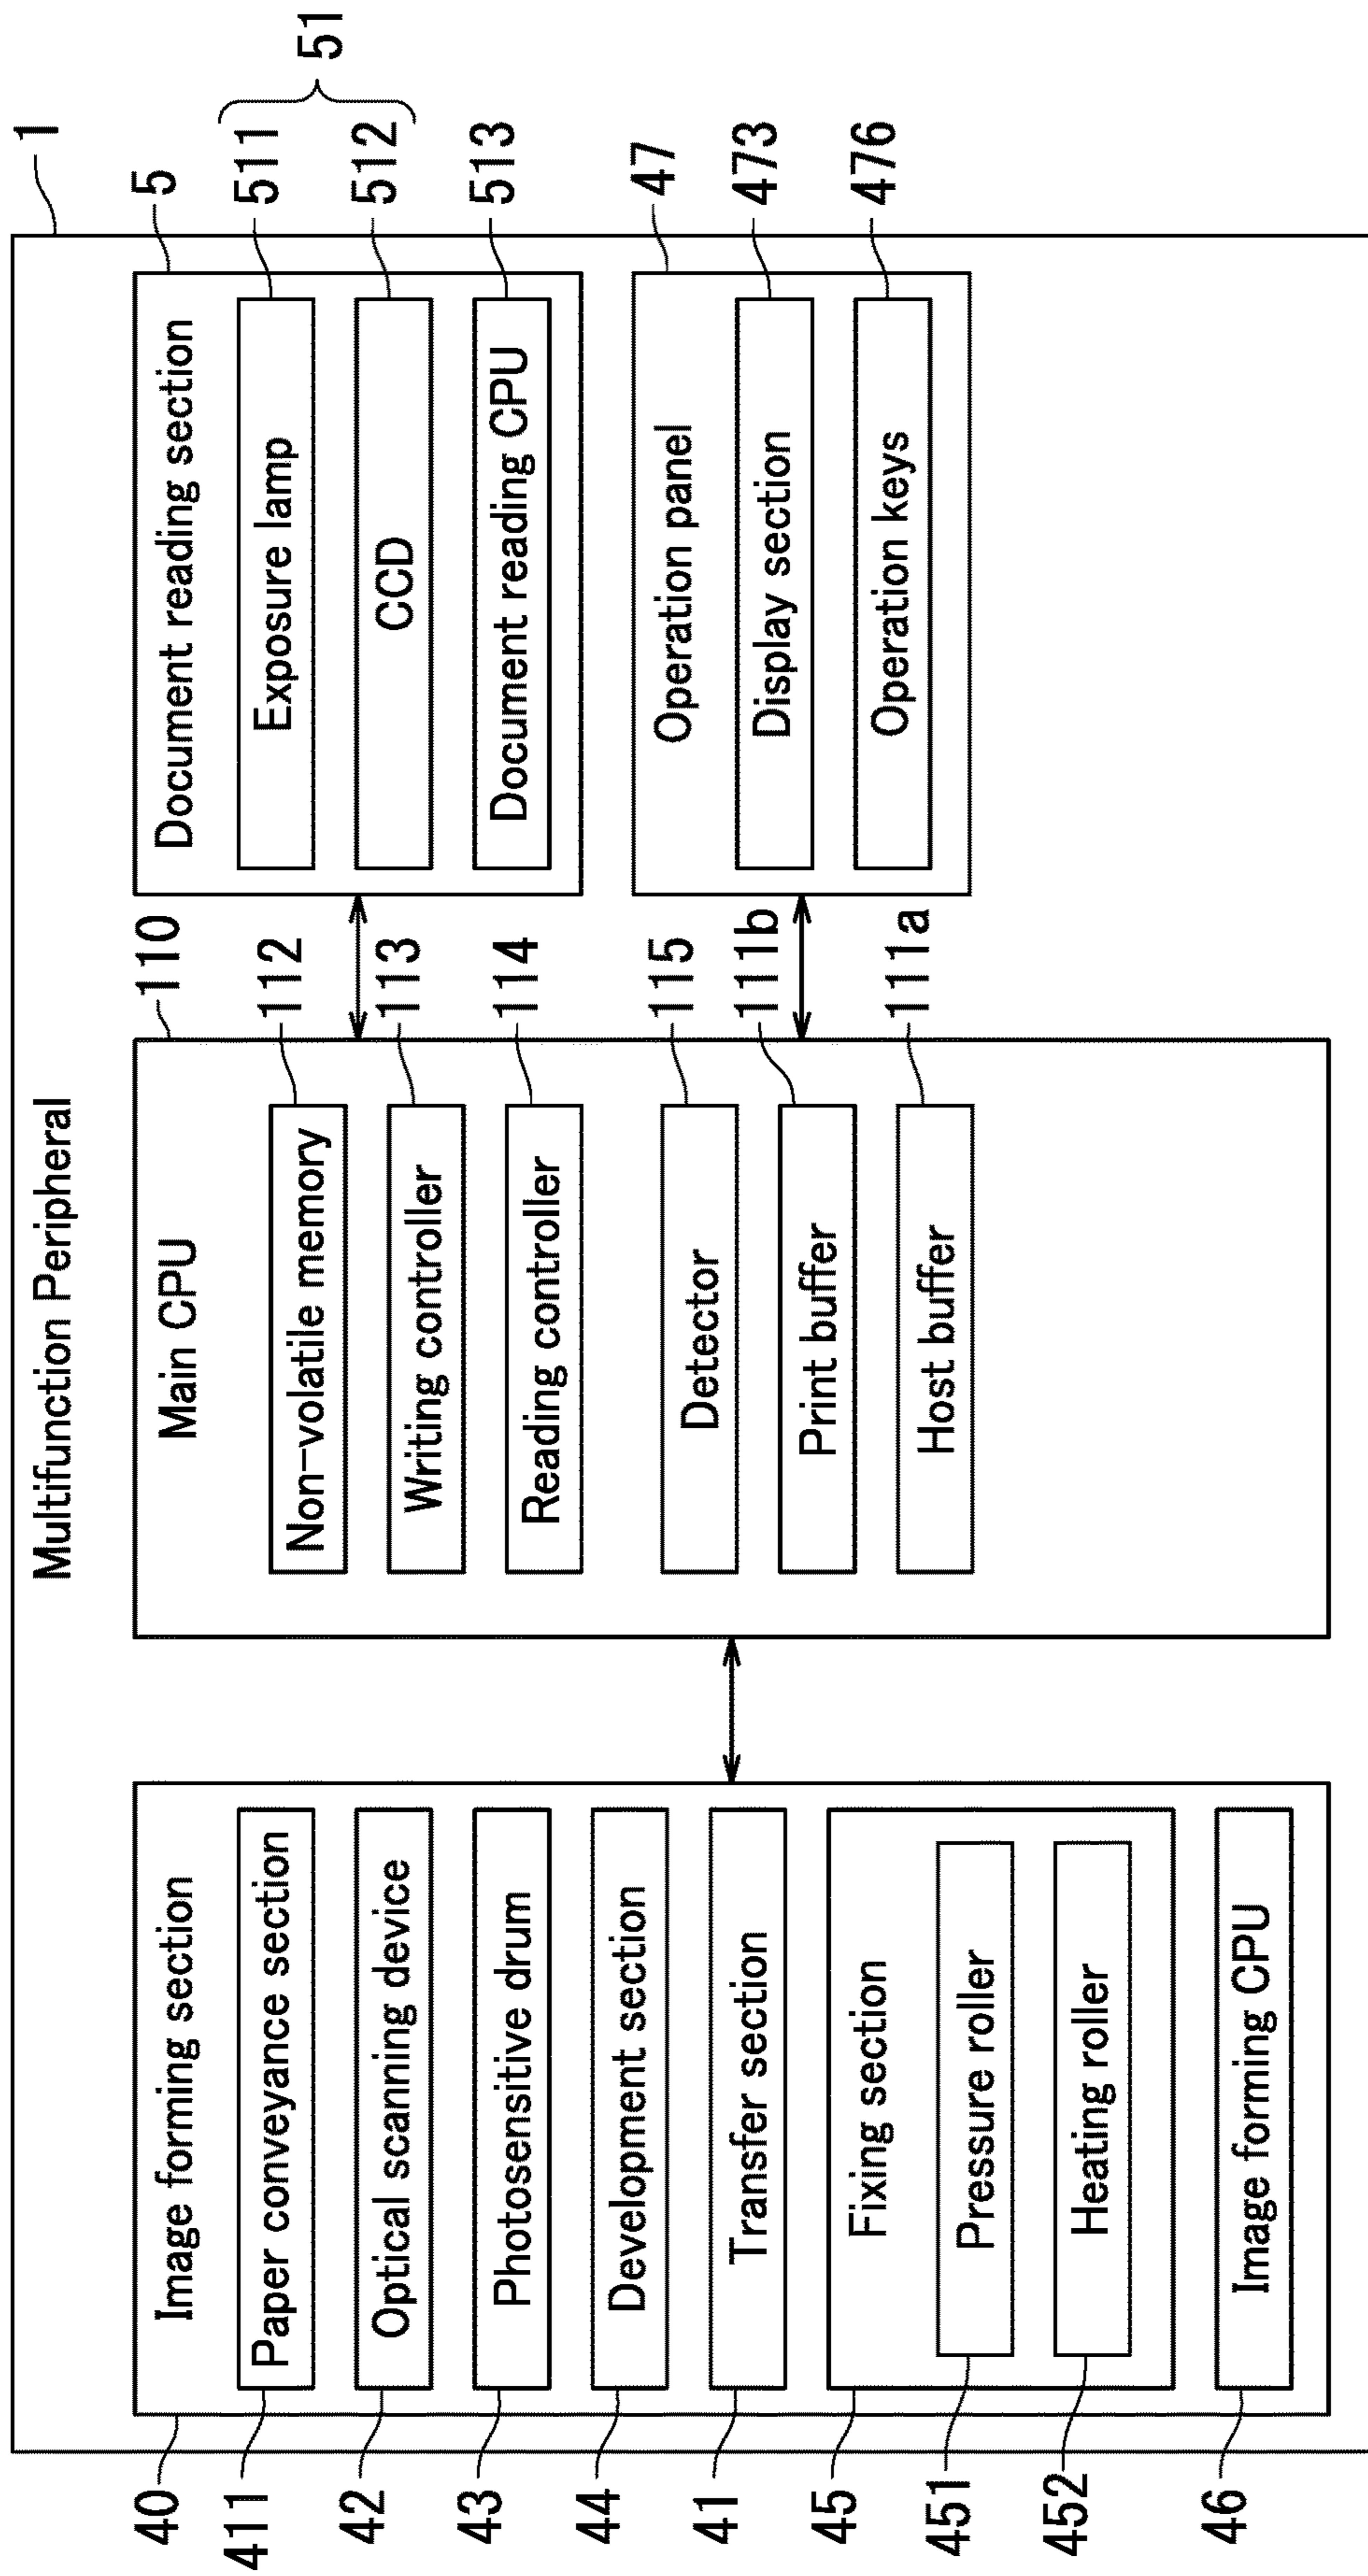 Multifunction Peripheral
1
Image forming section
40
Paper conveyance section
411
Optical scanning device
42
Photosensitive drum
43
Development section
44
Transfer section
41
Fixing section
45
Pressure roller
451
Heating roller
452
Image forming CPU
46
Main CPU
110
Non-volatile memory
112
Writing controller
113
Reading controller
114
Detector
115
Print buffer
111b
Host buffer
111a
Document reading section
5
Exposure lamp
511
CCD
512
51
Document reading CPU
513
Operation panel
47
Display section
473
Operation keys
476